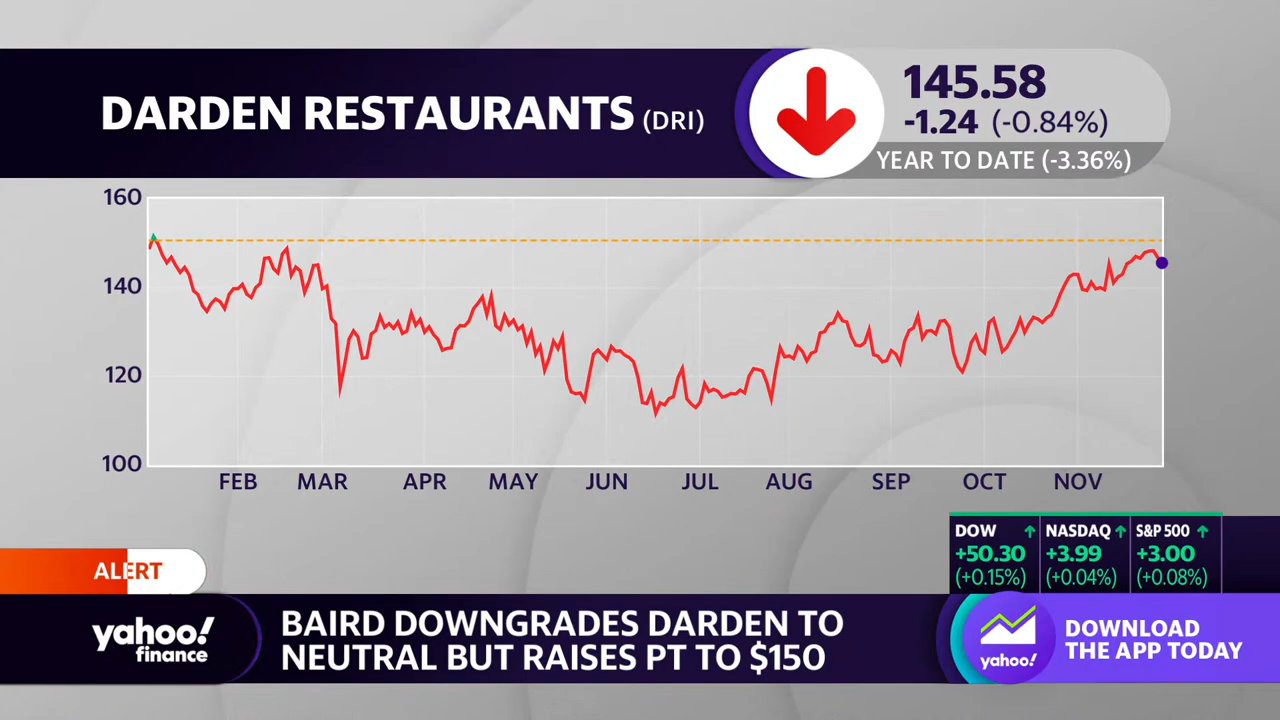 DARDEN RESTAURANTS (DRI)
145.58
-1.24 (-0.84%)
YEAR TO DATE (-3.36%)
160
140
120
100
FEB MAR APR MAY JUN JUL AUG SEP OCT NOV
DOW
+50.30
(+0.15%)
NASDAQ
+3.99
(+0.04%)
S&P 500
+3.00
(+0.08%)
ALERT
yahoo!
finance
BAIRD DOWNGRADES DARDEN TO
NEUTRAL BUT RAISES PT TO $150
yahoo!
DOWNLOAD
THE APP TODAY